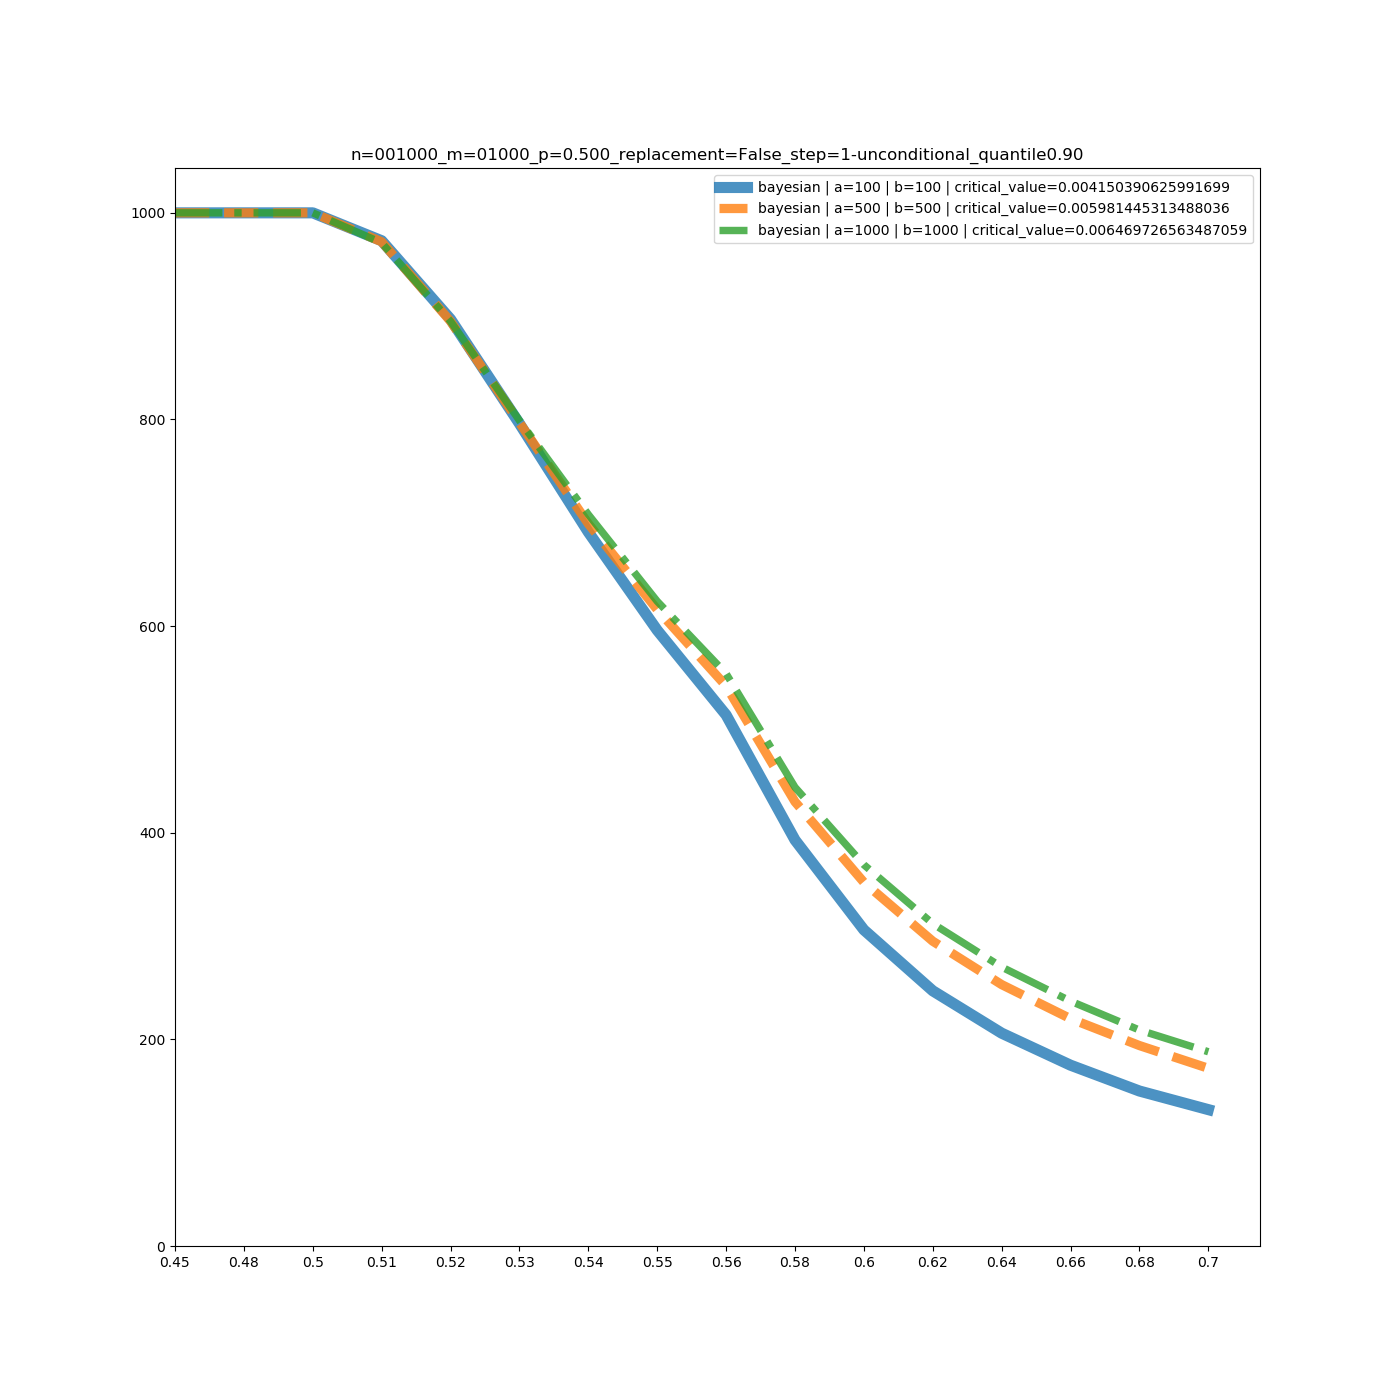 n=001000_m=01000_p=0.500_replacement=False_step=1-unconditional_quantile0.90
bayesian | a=100 | b=100 | critical_value=0.004150390625991699
bayesian | a=500 | b=500 | critical_value=0.005981445313488036
bayesian | a=1000 | b=1000 | critical_value=0.006469726563487059
1000
800
600
400
200
0
0.45 0.48 0.5 0.51 0.52 0.53 0.54 0.55 0.56 0.58 0.6 0.62 0.64 0.66 0.68 0.7